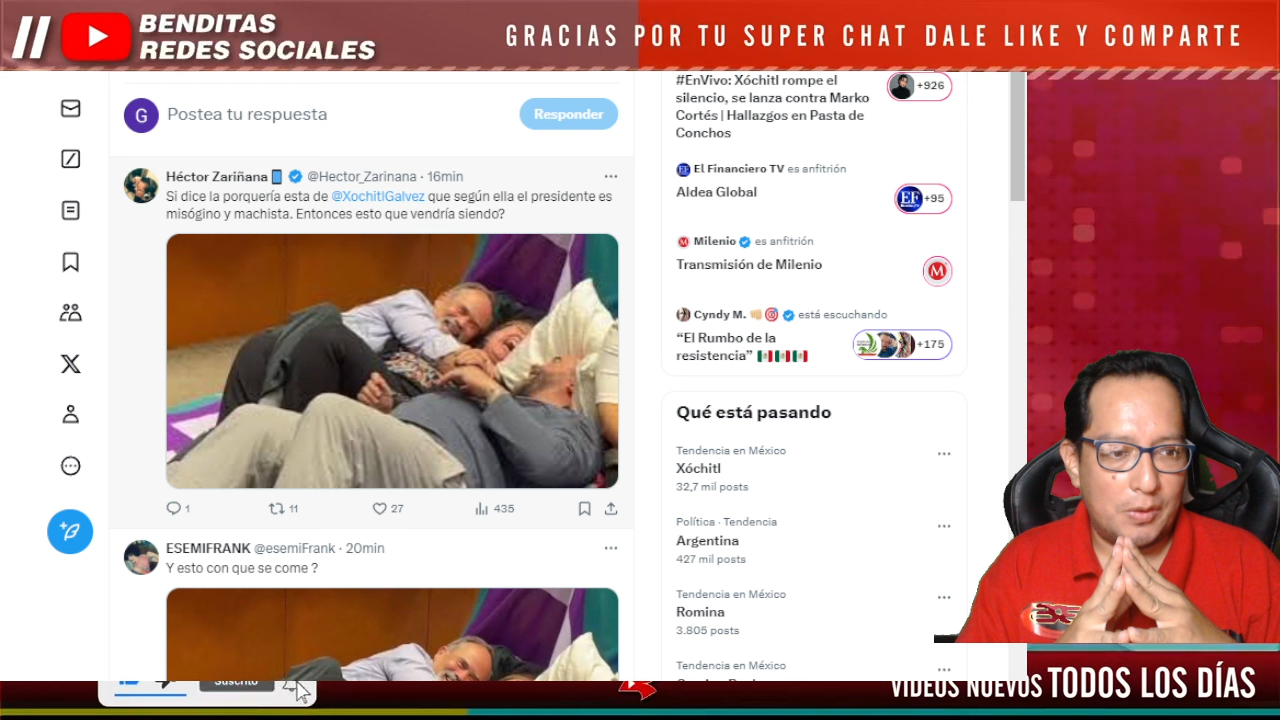 BENDITAS
REDES SOCIALES
GRACIAS POR TU SUPER CHAT DALE LIKE Y COMPARTE
G
Postea tu respuesta
Responder
Héctor Zariñana @Hector_Zarinana · 16min
Si dice la porquería esta de @XochitlGalvez que según ella el presidente es
misógino y machista. Entonces esto que vendría siendo?
1
11
27
435
ESEMIFRANK @esemiFrank · 20min
Y esto con que se come ?
#EnVivo: Xóchitl rompe el
silencio, se lanza contra Marko
Cortés | Hallazgos en Pasta de
Conchos
+926
El Financiero TV es anfitrión
Aldea Global
EF
+95
Milenio es anfitrión
Transmisión de Milenio
M
Cyndy M. está escuchando
“El Rumbo de la
resistencia”
+175
Qué está pasando
Tendencia en México
Xóchitl
32,7 mil posts
Política · Tendencia
Argentina
427 mil posts
Tendencia en México
Romina
3.805 posts
Tendencia en México
Suscrito
VIDEOS NUEVOS TODOS LOS DÍAS